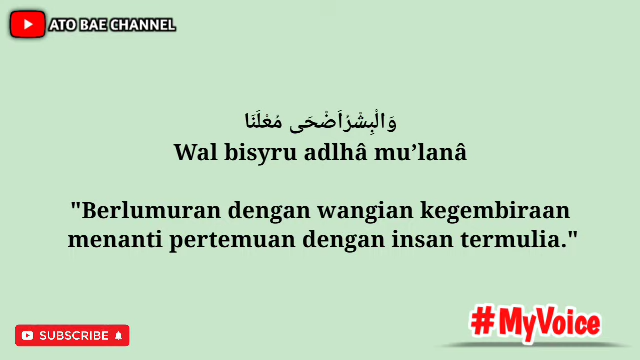 ATO BAE CHANNEL
وَالْبِشْرُاَضْحَى مُعْلَنَا
Wal bisyru adlhâ mu’lanâ
"Berlumuran dengan wangian kegembiraan
menanti pertemuan dengan insan termulia."
SUBSCRIBE
#MyVoice